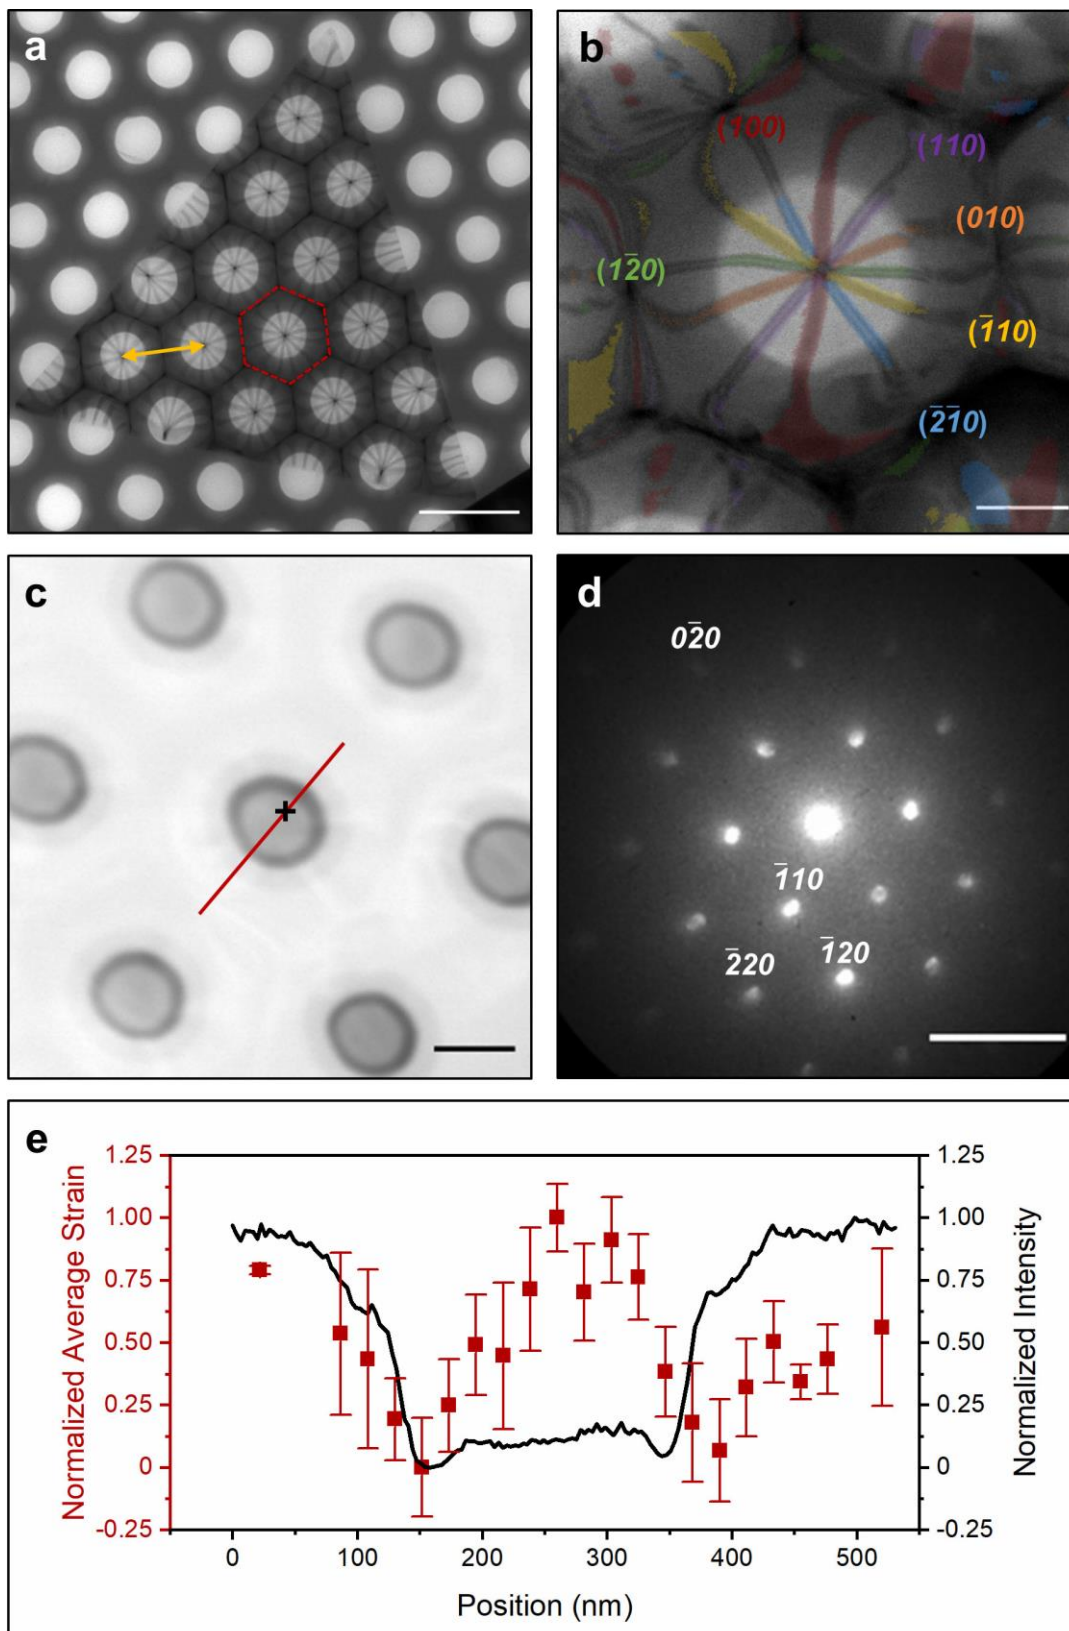 a
b
(100)
(110)
(010)
(1̄20)
(1̄10)
(2̄1̄0)
c
d
02̄0
1̄10
2̄20
1̄20
e
Normalized Average Strain
1.25
1.00
0.75
0.50
0.25
0
-0.25
1.25
1.00
0.75
0.50
0.25
0
-0.25
Normalized Intensity
0 100 200 300 400 500
Position (nm)